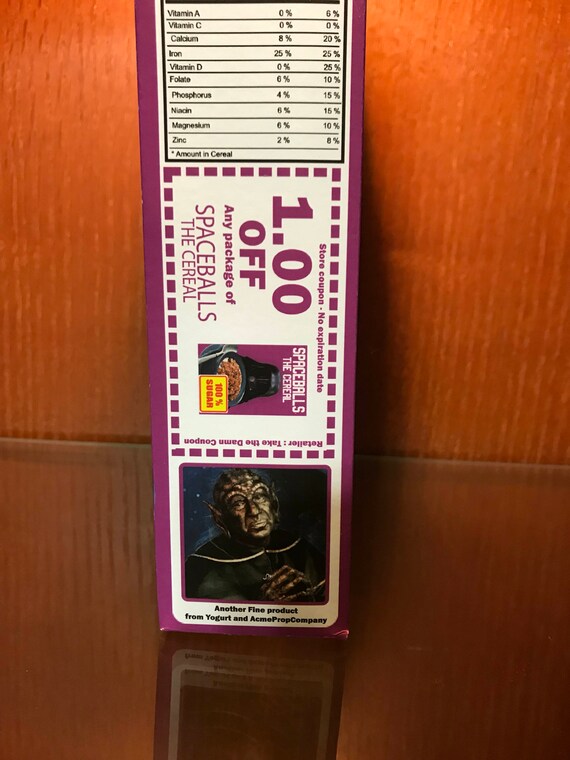 Vitamin A 0 % 6 %
Vitamin C 0 % 0 %
Calcium 8 % 20 %
Iron 25 % 25 %
Vitamin D 0 % 25 %
Folate 6 % 10 %
Phosphorus 4 % 15 %
Niacin 6 % 15 %
Magnesium 6 % 10 %
Zinc 2 % 8 %
* Amount in Cereal
Store coupon - No expiration date
1.00
OFF
Any package of
SPACEBALLS
THE CEREAL
SPACEBALLS
THE CEREAL
100 %
SUGAR
Retailer : Take the Damn Coupon
Another Fine product
from Yogurt and AcmePropCompany